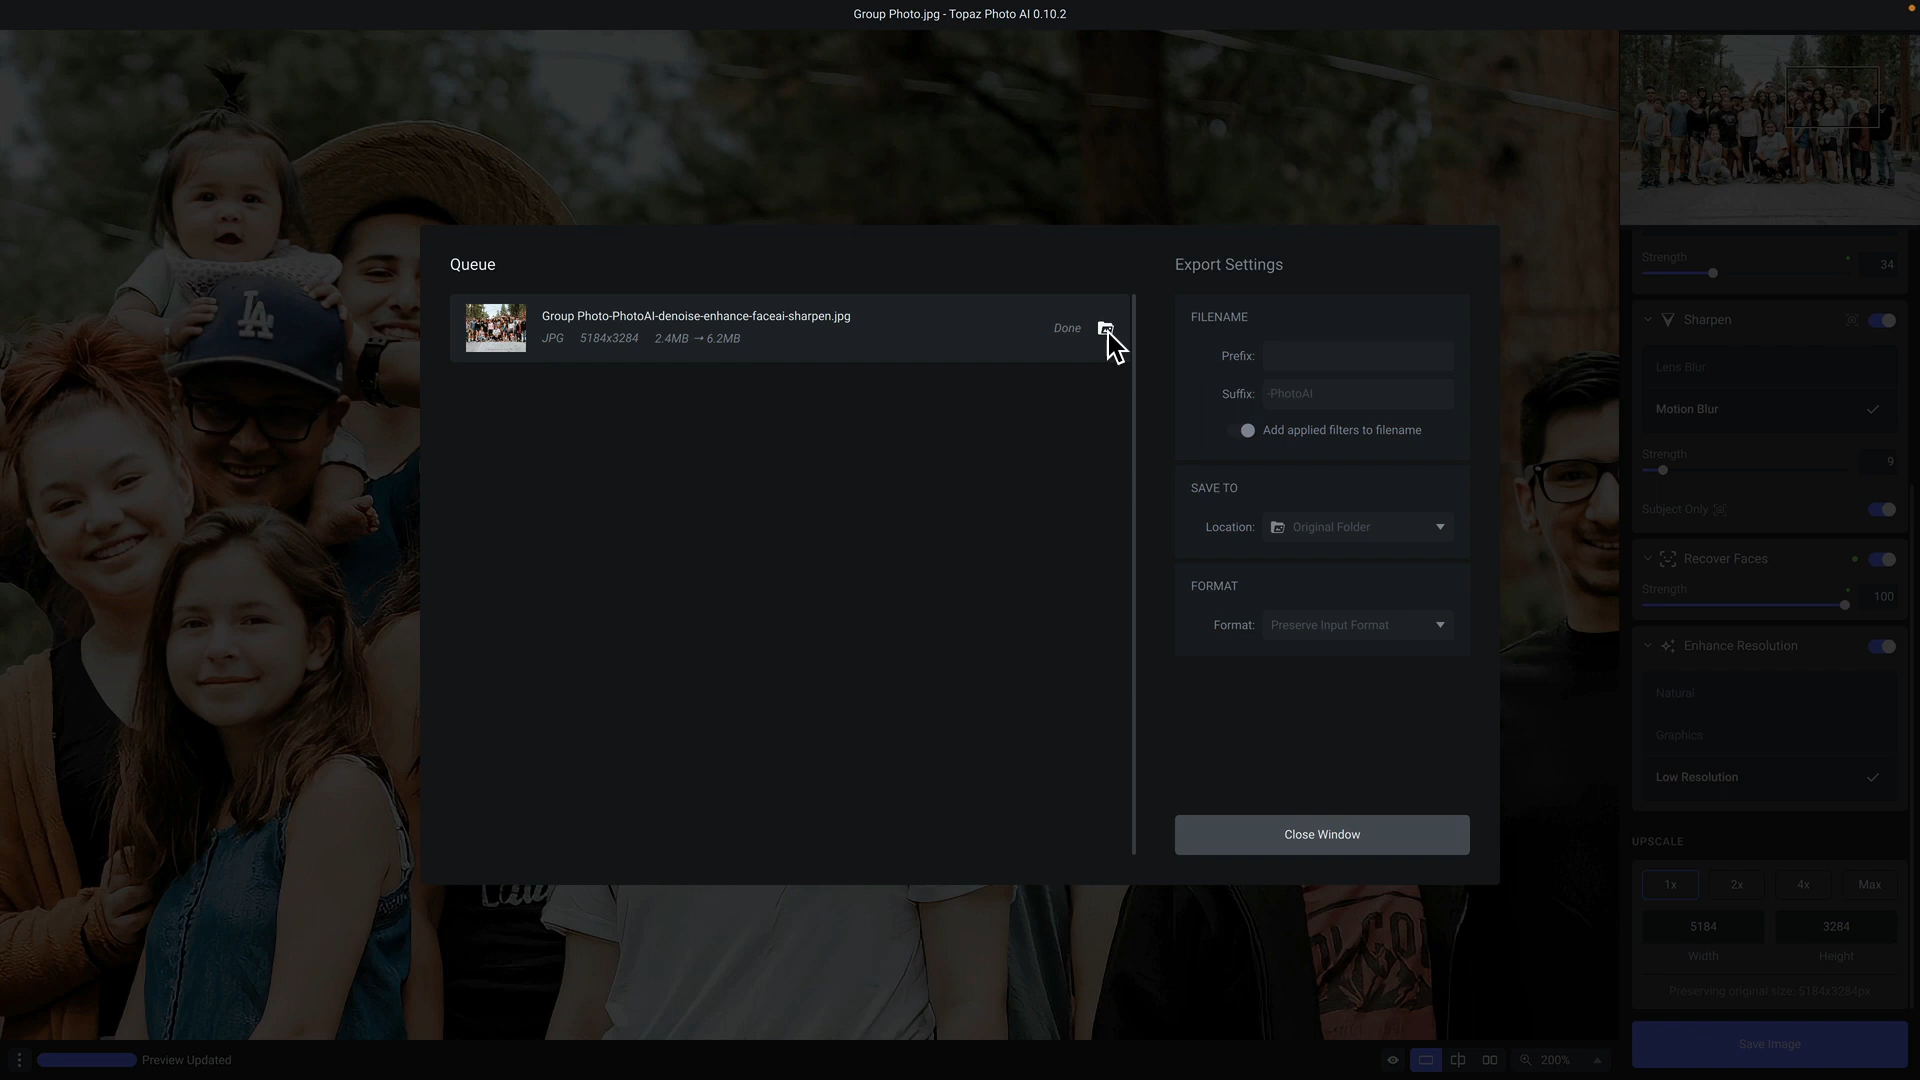 Group Photo.jpg - Topaz Photo AI 0.10.2
LA
Queue
Group Photo-PhotoAI-denoise-enhance-faceai-sharpen.jpg
JPG 5184x3284 2.4MB → 6.2MB
Done
Export Settings
FILENAME
Prefix:
Suffix: -PhotoAI
Add applied filters to filename
SAVE TO
Location: Original Folder
FORMAT
Format: Preserve Input Format
Close Window
Strength 34
Sharpen
Lens Blur
Motion Blur
Strength 9
Subject Only
Recover Faces
Strength 100
Enhance Resolution
Natural
Graphics
Low Resolution
UPSCALE
1x 2x 4x Max
5184 3284
Width Height
Preserving original size: 5184x3284px
Save Image
Preview Updated
200%